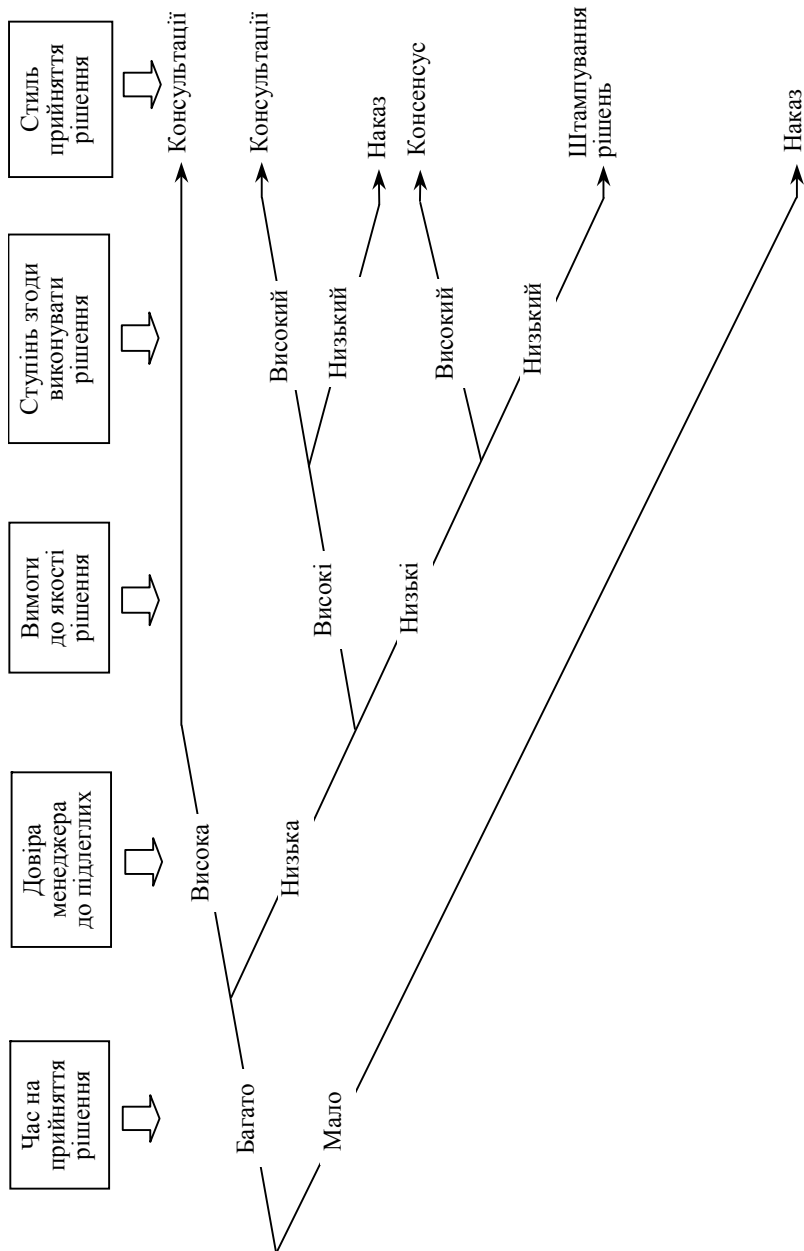 Час на
прийняття
рішення
Довіра
менеджера
до підлеглих
Вимоги
до якості
рішення
Ступінь згоди
виконувати
рішення
Стиль
прийняття
рішення
Багато
Висока
Консультації
Високі
Високий
Консультації
Низький
Наказ
Низька
Низькі
Високий
Консенсус
Низький
Штампування
рішень
Мало
Наказ